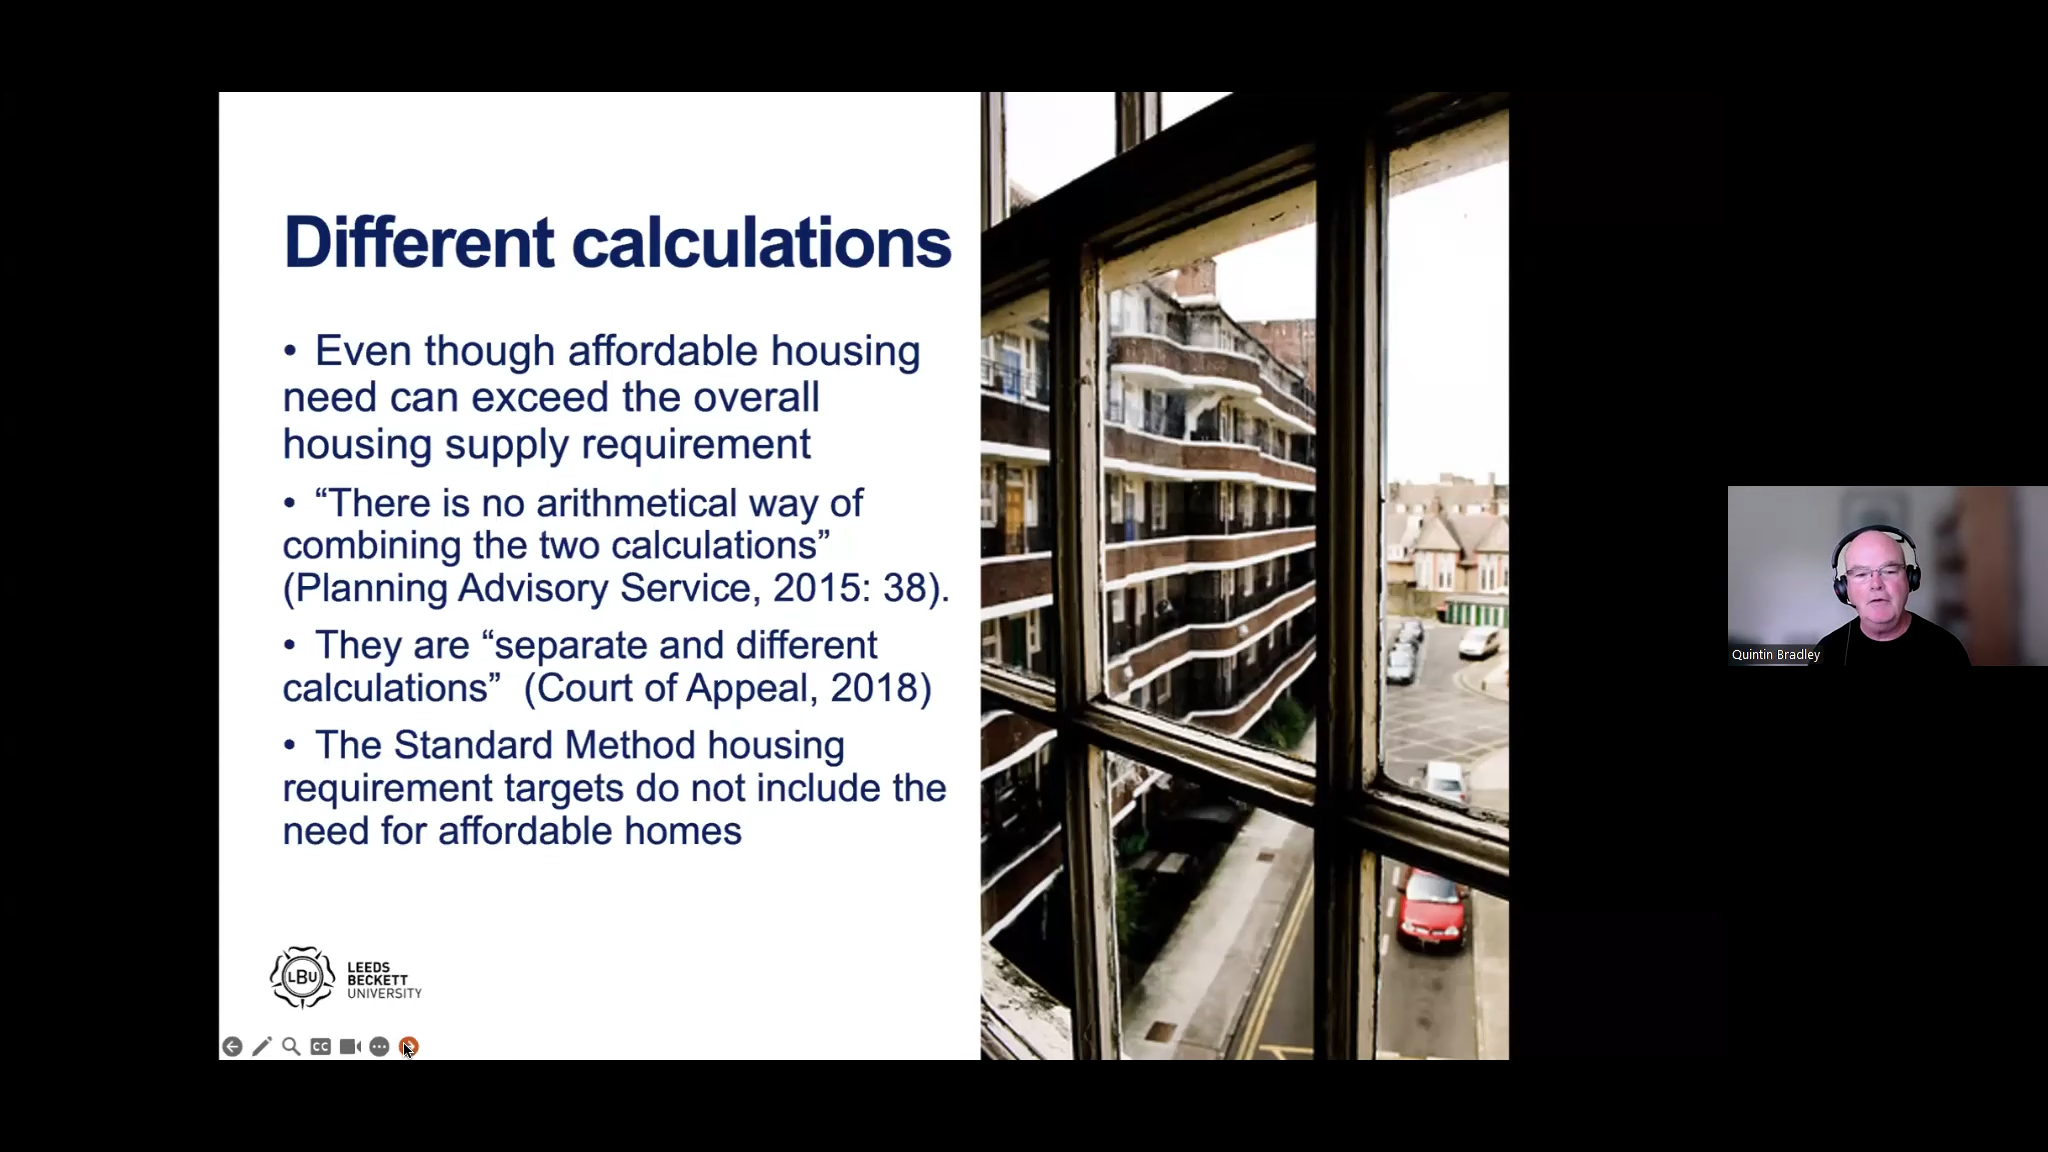 Different calculations
• Even though affordable housing
need can exceed the overall
housing supply requirement
• “There is no arithmetical way of
combining the two calculations”
(Planning Advisory Service, 2015: 38).
• They are “separate and different
calculations”  (Court of Appeal, 2018)
• The Standard Method housing
requirement targets do not include the
need for affordable homes
LBU
LEEDS
BECKETT
UNIVERSITY
CC
Quintin Bradley